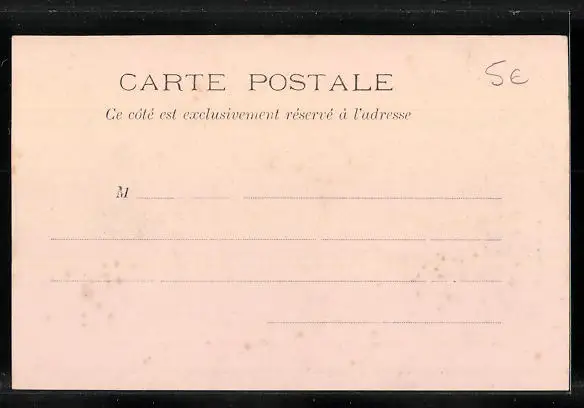 CARTE POSTALE
5€
Ce côté est exclusivement réservé à l'adresse
M